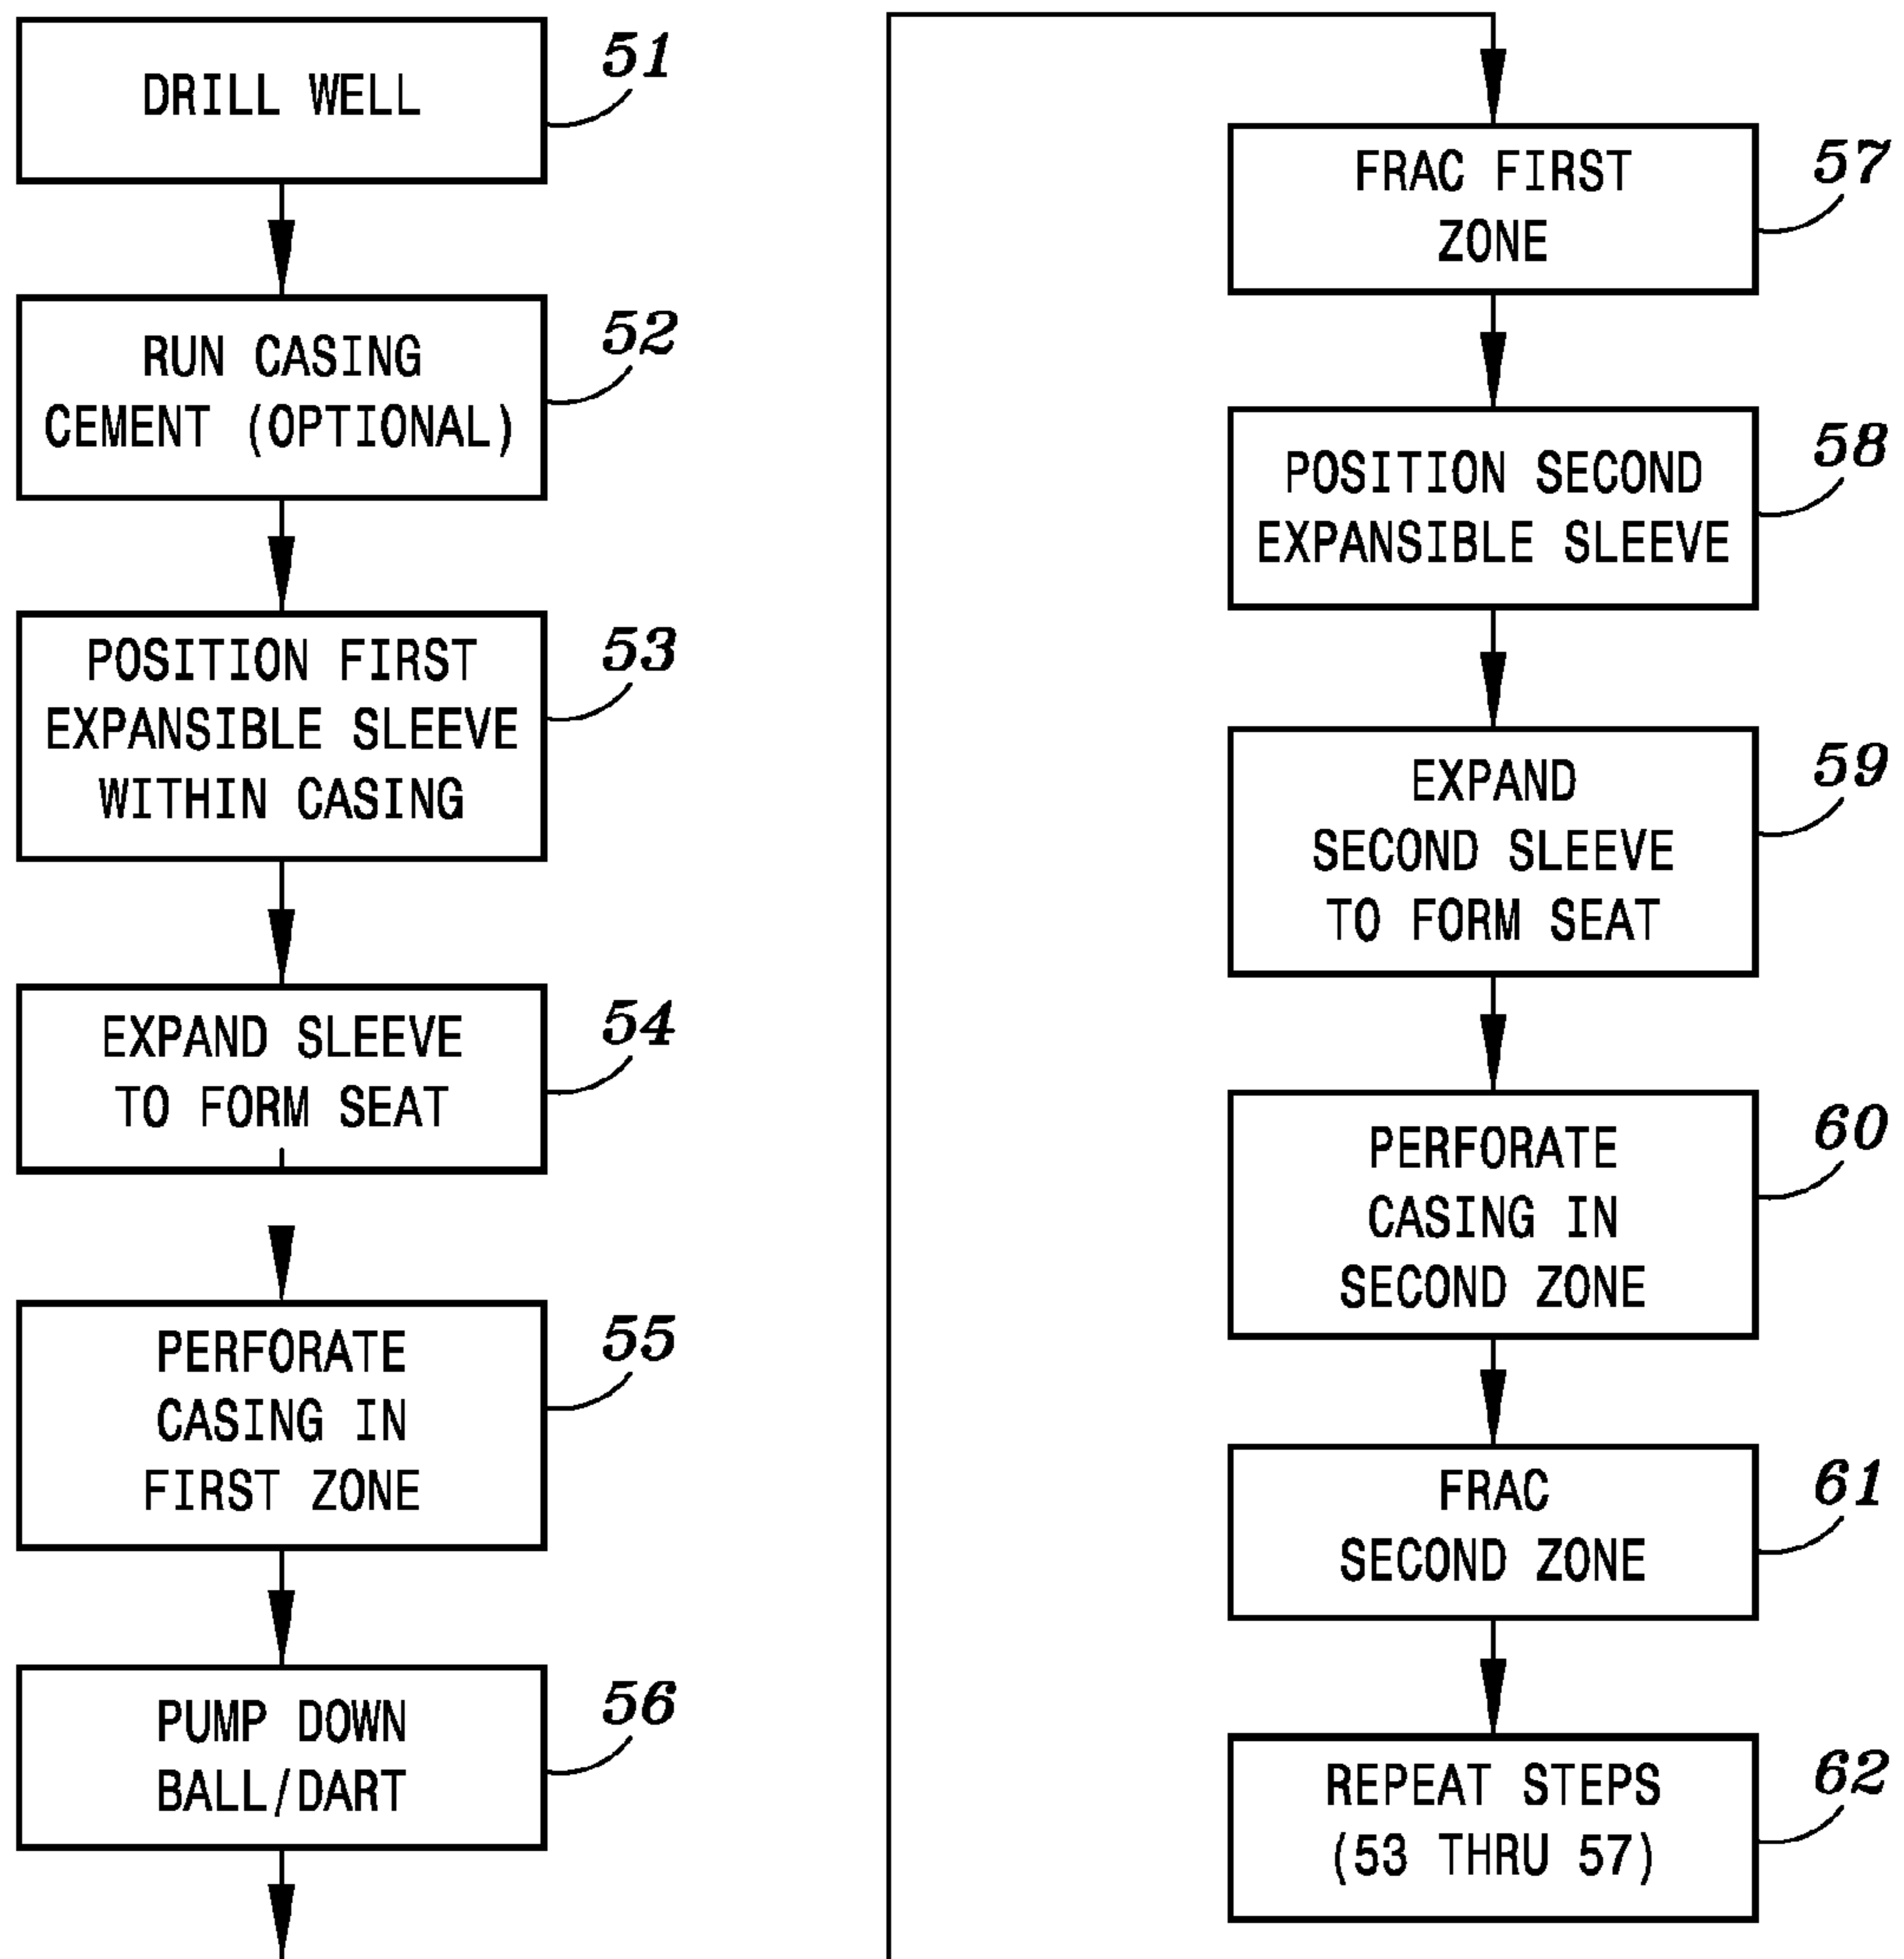 DRILL WELL
51
RUN CASING
CEMENT (OPTIONAL)
52
POSITION FIRST
EXPANSIBLE SLEEVE
WITHIN CASING
53
EXPAND SLEEVE
TO FORM SEAT
54
PERFORATE
CASING IN
FIRST ZONE
55
PUMP DOWN
BALL/DART
56
FRAC FIRST
ZONE
57
POSITION SECOND
EXPANSIBLE SLEEVE
58
EXPAND
SECOND SLEEVE
TO FORM SEAT
59
PERFORATE
CASING IN
SECOND ZONE
60
FRAC
SECOND ZONE
61
REPEAT STEPS
(53 THRU 57)
62